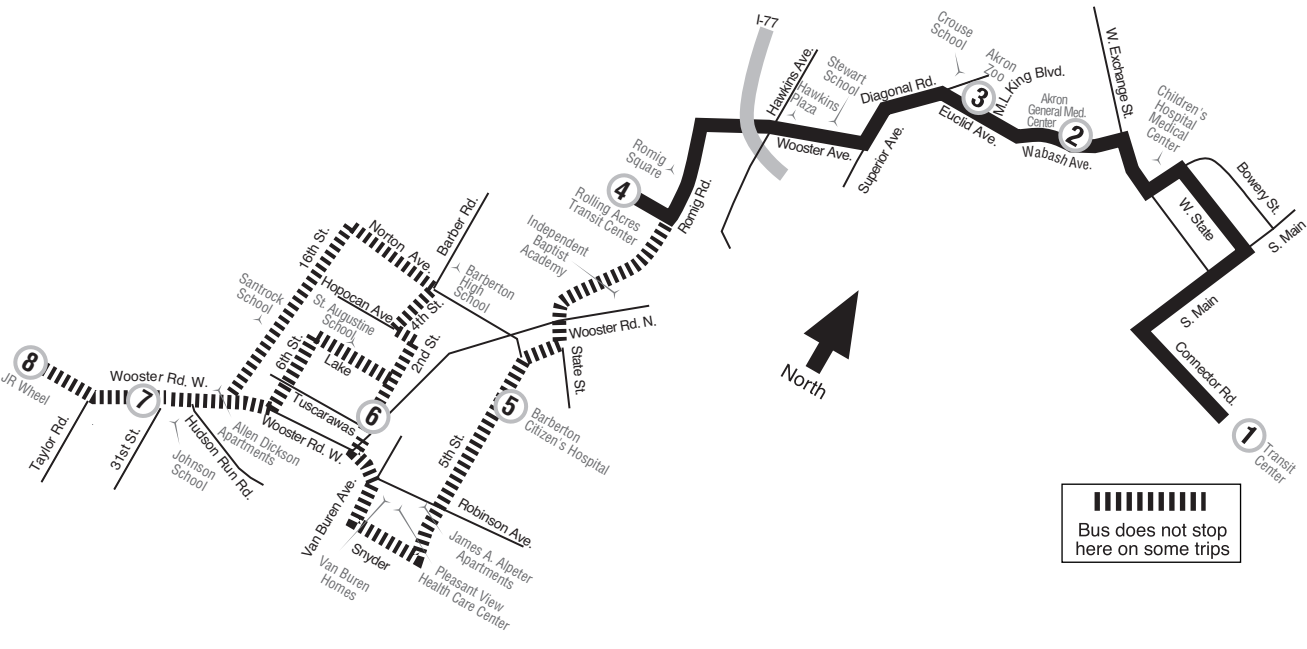 I-77
Hawkins Ave.
Stewart
School
Hawkins
Plaza
Diagonal Rd.
Crouse
School
Akron
Zoo
M.L.King Blvd.
3
Euclid Ave.
Akron
General Med.
Center
2
Wabash Ave.
W. Exchange St.
Children's
Hospital
Medical
Center
Bowery St.
W. State
S. Main
S. Main
Connector Rd.
1
Transit
Center
Wooster Ave.
Superior Ave.
Romig
Square
4
Rolling Acres
Transit Center
Romig Rd.
Independent
Baptist
Academy
Wooster Rd. N.
State St.
Barber Rd.
Norton Ave.
16th St.
Barberton
High
School
Hopocan Ave.
4th St.
Santrock
School
St. Augustine
School
2nd St.
6th St.
Lake
8
JR Wheel
Wooster Rd. W.
7
Tuscarawas
6
Wooster Rd. W.
5
Barberton
Citizen's Hospital
5th St.
Taylor Rd.
31st St.
Hudson Run Rd.
Johnson
School
Allen Dickson
Apartments
Van Buren Ave.
Robinson Ave.
Snyder
Van Buren
Homes
James A. Alpeter
Apartments
Pleasant View
Health Care Center
North
Bus does not stop
here on some trips